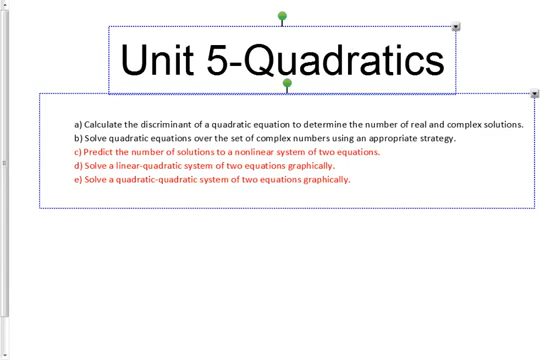 Unit 5-Quadratics
a) Calculate the discriminant of a quadratic equation to determine the number of real and complex solutions.
b) Solve quadratic equations over the set of complex numbers using an appropriate strategy.
c) Predict the number of solutions to a nonlinear system of two equations.
d) Solve a linear-quadratic system of two equations graphically.
e) Solve a quadratic-quadratic system of two equations graphically.